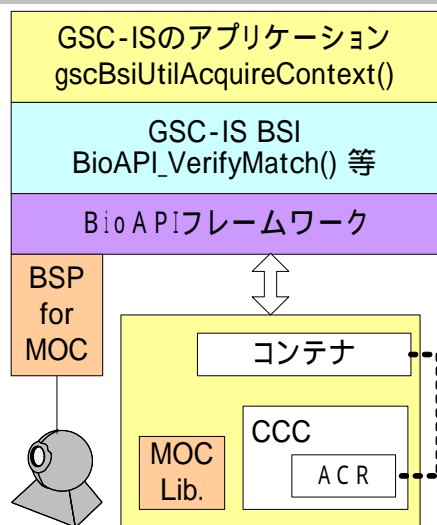 GSC-ISのアプリケーション
gscBsiUtilAcquireContext()
GSC-IS BSI
BioAPI_VerifyMatch() 等
BioAPIフレームワーク
BSP
for
MOC
コンテナ
CCC
ACR
MOC
Lib.